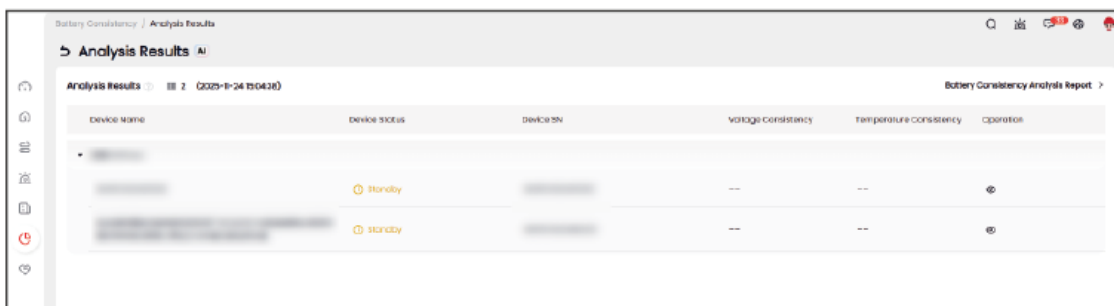 Battery Consistency / Analysis Results
33
Analysis Results AI
Analysis Results 2 (2025-11-24 15:04:38)
Battery Consistency Analysis Report >
Device Name Device Status Device SN Voltage Consistency Temperature Consistency Operation
Standby -- --
Standby -- --